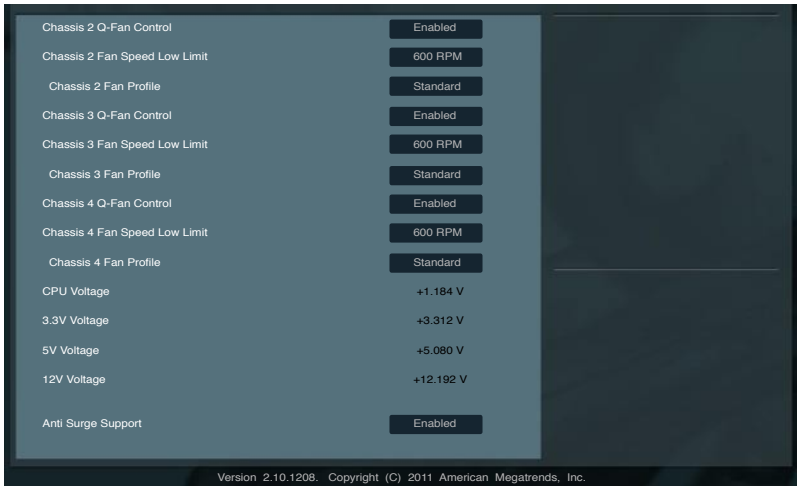 Chassis 2 Q-Fan Control Enabled
Chassis 2 Fan Speed Low Limit 600 RPM
Chassis 2 Fan Profile Standard
Chassis 3 Q-Fan Control Enabled
Chassis 3 Fan Speed Low Limit 600 RPM
Chassis 3 Fan Profile Standard
Chassis 4 Q-Fan Control Enabled
Chassis 4 Fan Speed Low Limit 600 RPM
Chassis 4 Fan Profile Standard
CPU Voltage +1.184 V
3.3V Voltage +3.312 V
5V Voltage +5.080 V
12V Voltage +12.192 V
Anti Surge Support Enabled
Version 2.10.1208. Copyright (C) 2011 American Megatrends, Inc.